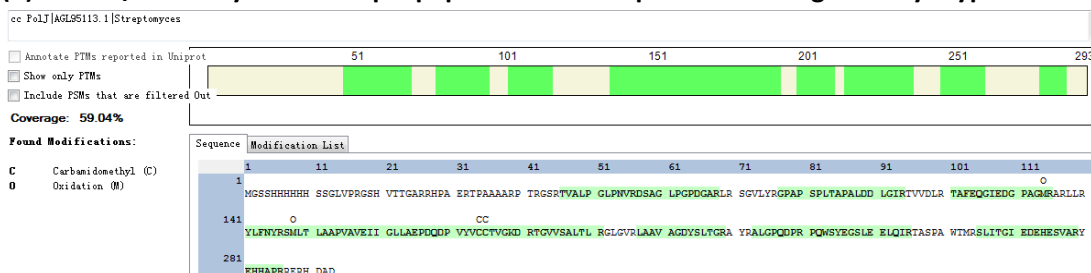 cc PolJ|AGL95113.1|Streptomyces
Annotate PTMs reported in Uniprot
51 101 151 201 251 293
Show only PTMs
Include PSMs that are filtered Out
Coverage: 59.04%
Found Modifications:
Sequence Modification List
C Carbamidomethyl (C)
O Oxidation (M)
1 11 21 31 41 51 61 71 81 91 101 111
O
1 MGSSHHHHHH SSGLVPRGSH VTTGARRHPA ERTPAAAARP TRGSRTVALP GLPNVRDSAG LPGPDGARLR SGVLYRGPAP SPLTAPALDD LGIRTVVDLR TAFEQGIEDG PAGMRARLLR
O CC
141 YLFNYRSMLT LAAPVAVEII GLLAEPDQDP VYVCCTVGKD RTGVVSALTL RGLGVRLAAV AGDYSLTGRA YRALGPQDPR PQWSYEGSLE ELQIRTASPA WTMRSLITGI EDEHESVARY
281 EHHAPRRERH DAD